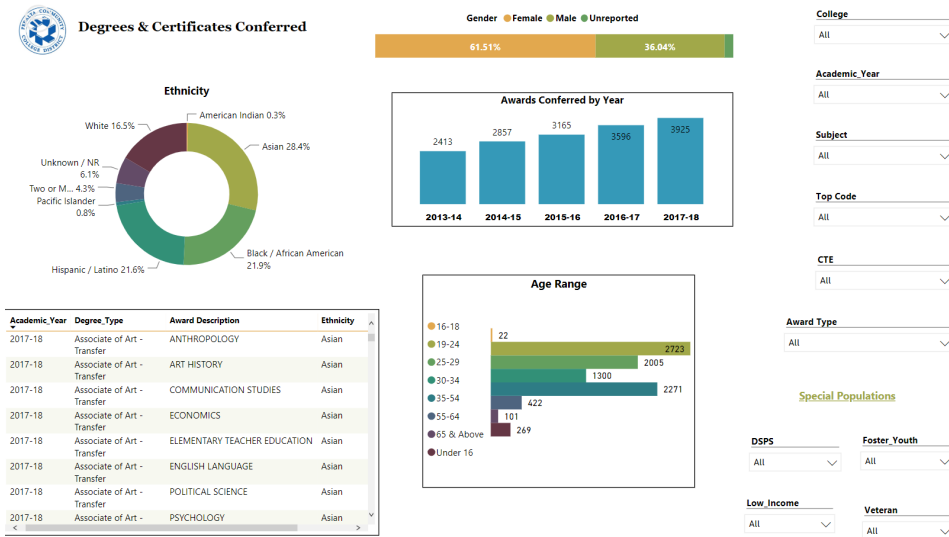 PERALTA COMMUNITY
COLLEGE DISTRICT
Degrees & Certificates Conferred
Gender Female Male Unreported
61.51% 36.04%
Ethnicity
American Indian 0.3%
White 16.5%
Asian 28.4%
Unknown / NR
6.1%
Two or M... 4.3%
Pacific Islander
0.8%
Black / African American
21.9%
Hispanic / Latino 21.6%
Awards Conferred by Year
2413 2857 3165 3596 3925
2013-14 2014-15 2015-16 2016-17 2017-18
Age Range
16-18
19-24
25-29
30-34
35-54
55-64
65 & Above
Under 16
22
2723
2005
1300
2271
422
101
269
Academic_Year Degree_Type Award Description Ethnicity
2017-18 Associate of Art - ANTHROPOLOGY Asian
Transfer
2017-18 Associate of Art - ART HISTORY Asian
Transfer
2017-18 Associate of Art - COMMUNICATION STUDIES Asian
Transfer
2017-18 Associate of Art - ECONOMICS Asian
Transfer
2017-18 Associate of Art - ELEMENTARY TEACHER EDUCATION Asian
Transfer
2017-18 Associate of Art - ENGLISH LANGUAGE Asian
Transfer
2017-18 Associate of Art - POLITICAL SCIENCE Asian
Transfer
2017-18 Associate of Art - PSYCHOLOGY Asian
College
All
Academic_Year
All
Subject
All
Top Code
All
CTE
All
Award Type
All
Special Populations
DSPS Foster_Youth
All All
Low_Income Veteran
All All